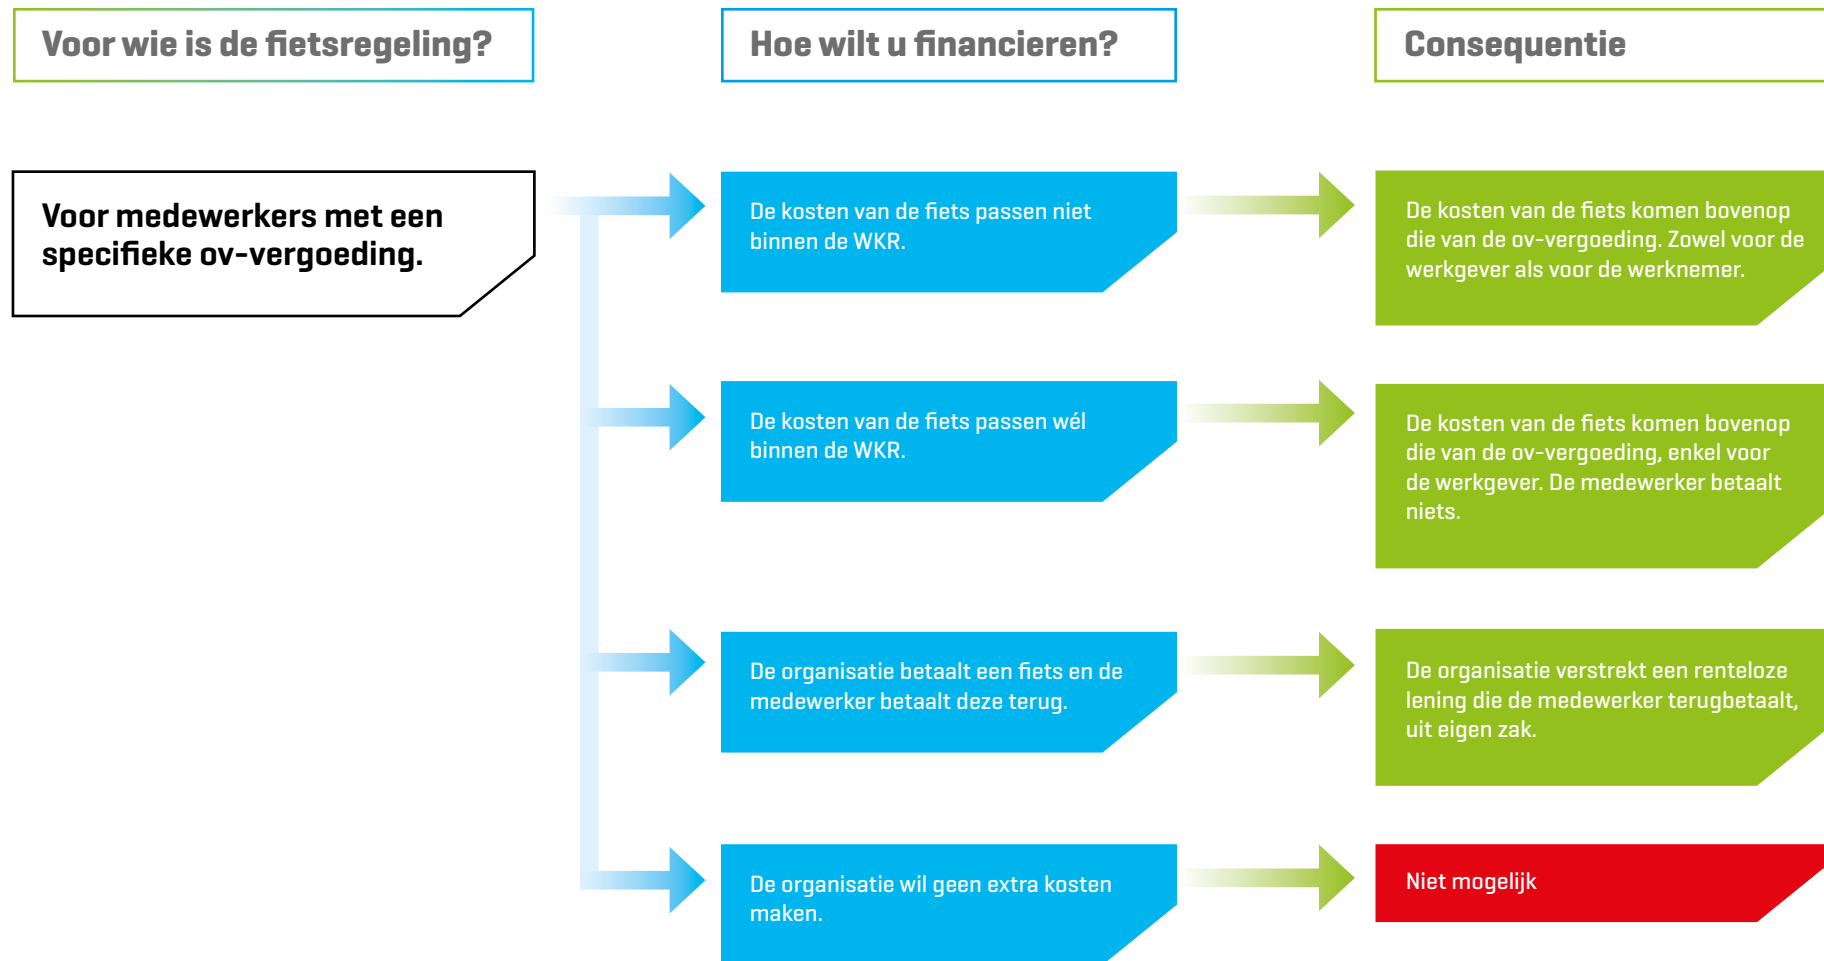 Voor wie is de fietsregeling?
Hoe wilt u financieren?
Consequentie
Voor medewerkers met een
specifieke ov-vergoeding.
De kosten van de fiets passen niet
binnen de WKR.
De kosten van de fiets komen bovenop
die van de ov-vergoeding. Zowel voor de
werkgever als voor de werknemer.
De kosten van de fiets passen wél
binnen de WKR.
De kosten van de fiets komen bovenop
die van de ov-vergoeding, enkel voor
de werkgever. De medewerker betaalt
niets.
De organisatie betaalt een fiets en de
medewerker betaalt deze terug.
De organisatie verstrekt een renteloze
lening die de medewerker terugbetaalt,
uit eigen zak.
De organisatie wil geen extra kosten
maken.
Niet mogelijk